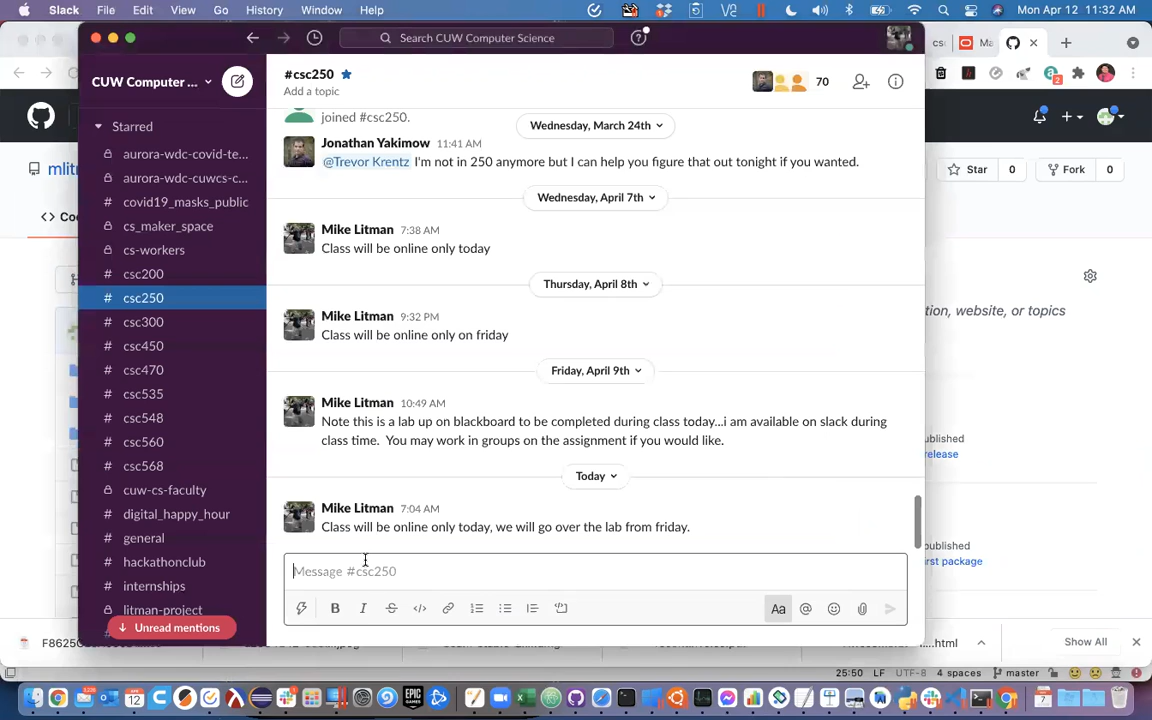 Slack File Edit View Go History Window Help Mon Apr 12 11:32 AM
Search CUW Computer Science
CUW Computer ...
#csc250
Add a topic
70
Starred
aurora-wdc-covid-te...
aurora-wdc-cuwcs-c...
# covid19_masks_public
cs_maker_space
cs-workers
# csc200
# csc250
# csc300
# csc450
# csc470
# csc535
# csc548
# csc560
# csc568
cuw-cs-faculty
# digital_happy_hour
# general
# hackathonclub
# internships
litman-project
Unread mentions
joined #csc250.
Wednesday, March 24th
Jonathan Yakimow 11:41 AM
@Trevor Krentz I'm not in 250 anymore but I can help you figure that out tonight if you wanted.
Wednesday, April 7th
Mike Litman 7:38 AM
Class will be online only today
Thursday, April 8th
Mike Litman 9:32 PM
Class will be online only on friday
Friday, April 9th
Mike Litman 10:49 AM
Note this is a lab up on blackboard to be completed during class today...i am available on slack during
class time. You may work in groups on the assignment if you would like.
Today
Mike Litman 7:04 AM
Class will be online only today, we will go over the lab from friday.
Message #csc250
Aa
mlitn
<> Co
Star 0
Fork 0
tion, website, or topics
ublished
release
ublished
rst package
.html
Show All
25:50 LF UTF-8 4 spaces master